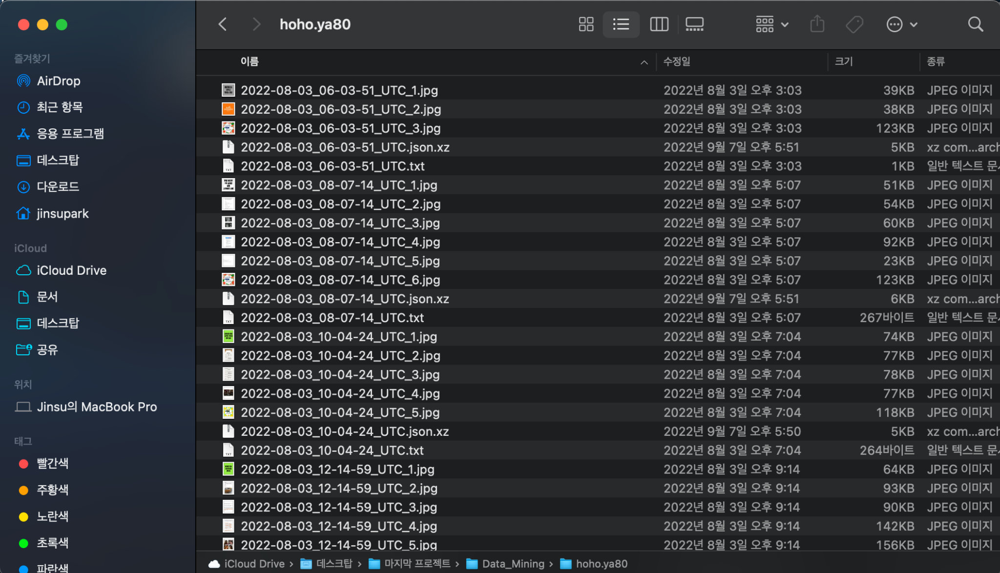 hoho.ya80
즐겨찾기
AirDrop
최근 항목
응용 프로그램
데스크탑
다운로드
jinsupark
iCloud
iCloud Drive
문서
데스크탑
공유
위치
Jinsu의 MacBook Pro
태그
빨간색
주황색
노란색
초록색
파란색
이름 수정일 크기 종류
2022-08-03_06-03-51_UTC_1.jpg 2022년 8월 3일 오후 3:03 39KB JPEG 이미지
2022-08-03_06-03-51_UTC_2.jpg 2022년 8월 3일 오후 3:03 38KB JPEG 이미지
2022-08-03_06-03-51_UTC_3.jpg 2022년 8월 3일 오후 3:03 123KB JPEG 이미지
2022-08-03_06-03-51_UTC.json.xz 2022년 9월 7일 오후 5:51 5KB xz com...arch
TXT 2022-08-03_06-03-51_UTC.txt 2022년 8월 3일 오후 3:03 1KB 일반 텍스트 문서
2022-08-03_08-07-14_UTC_1.jpg 2022년 8월 3일 오후 5:07 51KB JPEG 이미지
2022-08-03_08-07-14_UTC_2.jpg 2022년 8월 3일 오후 5:07 54KB JPEG 이미지
2022-08-03_08-07-14_UTC_3.jpg 2022년 8월 3일 오후 5:07 60KB JPEG 이미지
2022-08-03_08-07-14_UTC_4.jpg 2022년 8월 3일 오후 5:07 92KB JPEG 이미지
2022-08-03_08-07-14_UTC_5.jpg 2022년 8월 3일 오후 5:07 23KB JPEG 이미지
2022-08-03_08-07-14_UTC_6.jpg 2022년 8월 3일 오후 5:07 123KB JPEG 이미지
2022-08-03_08-07-14_UTC.json.xz 2022년 9월 7일 오후 5:51 6KB xz com...arch
TXT 2022-08-03_08-07-14_UTC.txt 2022년 8월 3일 오후 5:07 267바이트 일반 텍스트 문서
2022-08-03_10-04-24_UTC_1.jpg 2022년 8월 3일 오후 7:04 74KB JPEG 이미지
2022-08-03_10-04-24_UTC_2.jpg 2022년 8월 3일 오후 7:04 77KB JPEG 이미지
2022-08-03_10-04-24_UTC_3.jpg 2022년 8월 3일 오후 7:04 78KB JPEG 이미지
2022-08-03_10-04-24_UTC_4.jpg 2022년 8월 3일 오후 7:04 77KB JPEG 이미지
2022-08-03_10-04-24_UTC_5.jpg 2022년 8월 3일 오후 7:04 118KB JPEG 이미지
2022-08-03_10-04-24_UTC.json.xz 2022년 9월 7일 오후 5:50 5KB xz com...arch
TXT 2022-08-03_10-04-24_UTC.txt 2022년 8월 3일 오후 7:04 264바이트 일반 텍스트 문서
2022-08-03_12-14-59_UTC_1.jpg 2022년 8월 3일 오후 9:14 64KB JPEG 이미지
2022-08-03_12-14-59_UTC_2.jpg 2022년 8월 3일 오후 9:14 93KB JPEG 이미지
2022-08-03_12-14-59_UTC_3.jpg 2022년 8월 3일 오후 9:14 90KB JPEG 이미지
2022-08-03_12-14-59_UTC_4.jpg 2022년 8월 3일 오후 9:14 142KB JPEG 이미지
2022-08-03_12-14-59_UTC_5.jpg 2022년 8월 3일 오후 9:14 156KB JPEG 이미지
iCloud Drive › 데스크탑 › 마지막 프로젝트 › Data_Mining › hoho.ya80